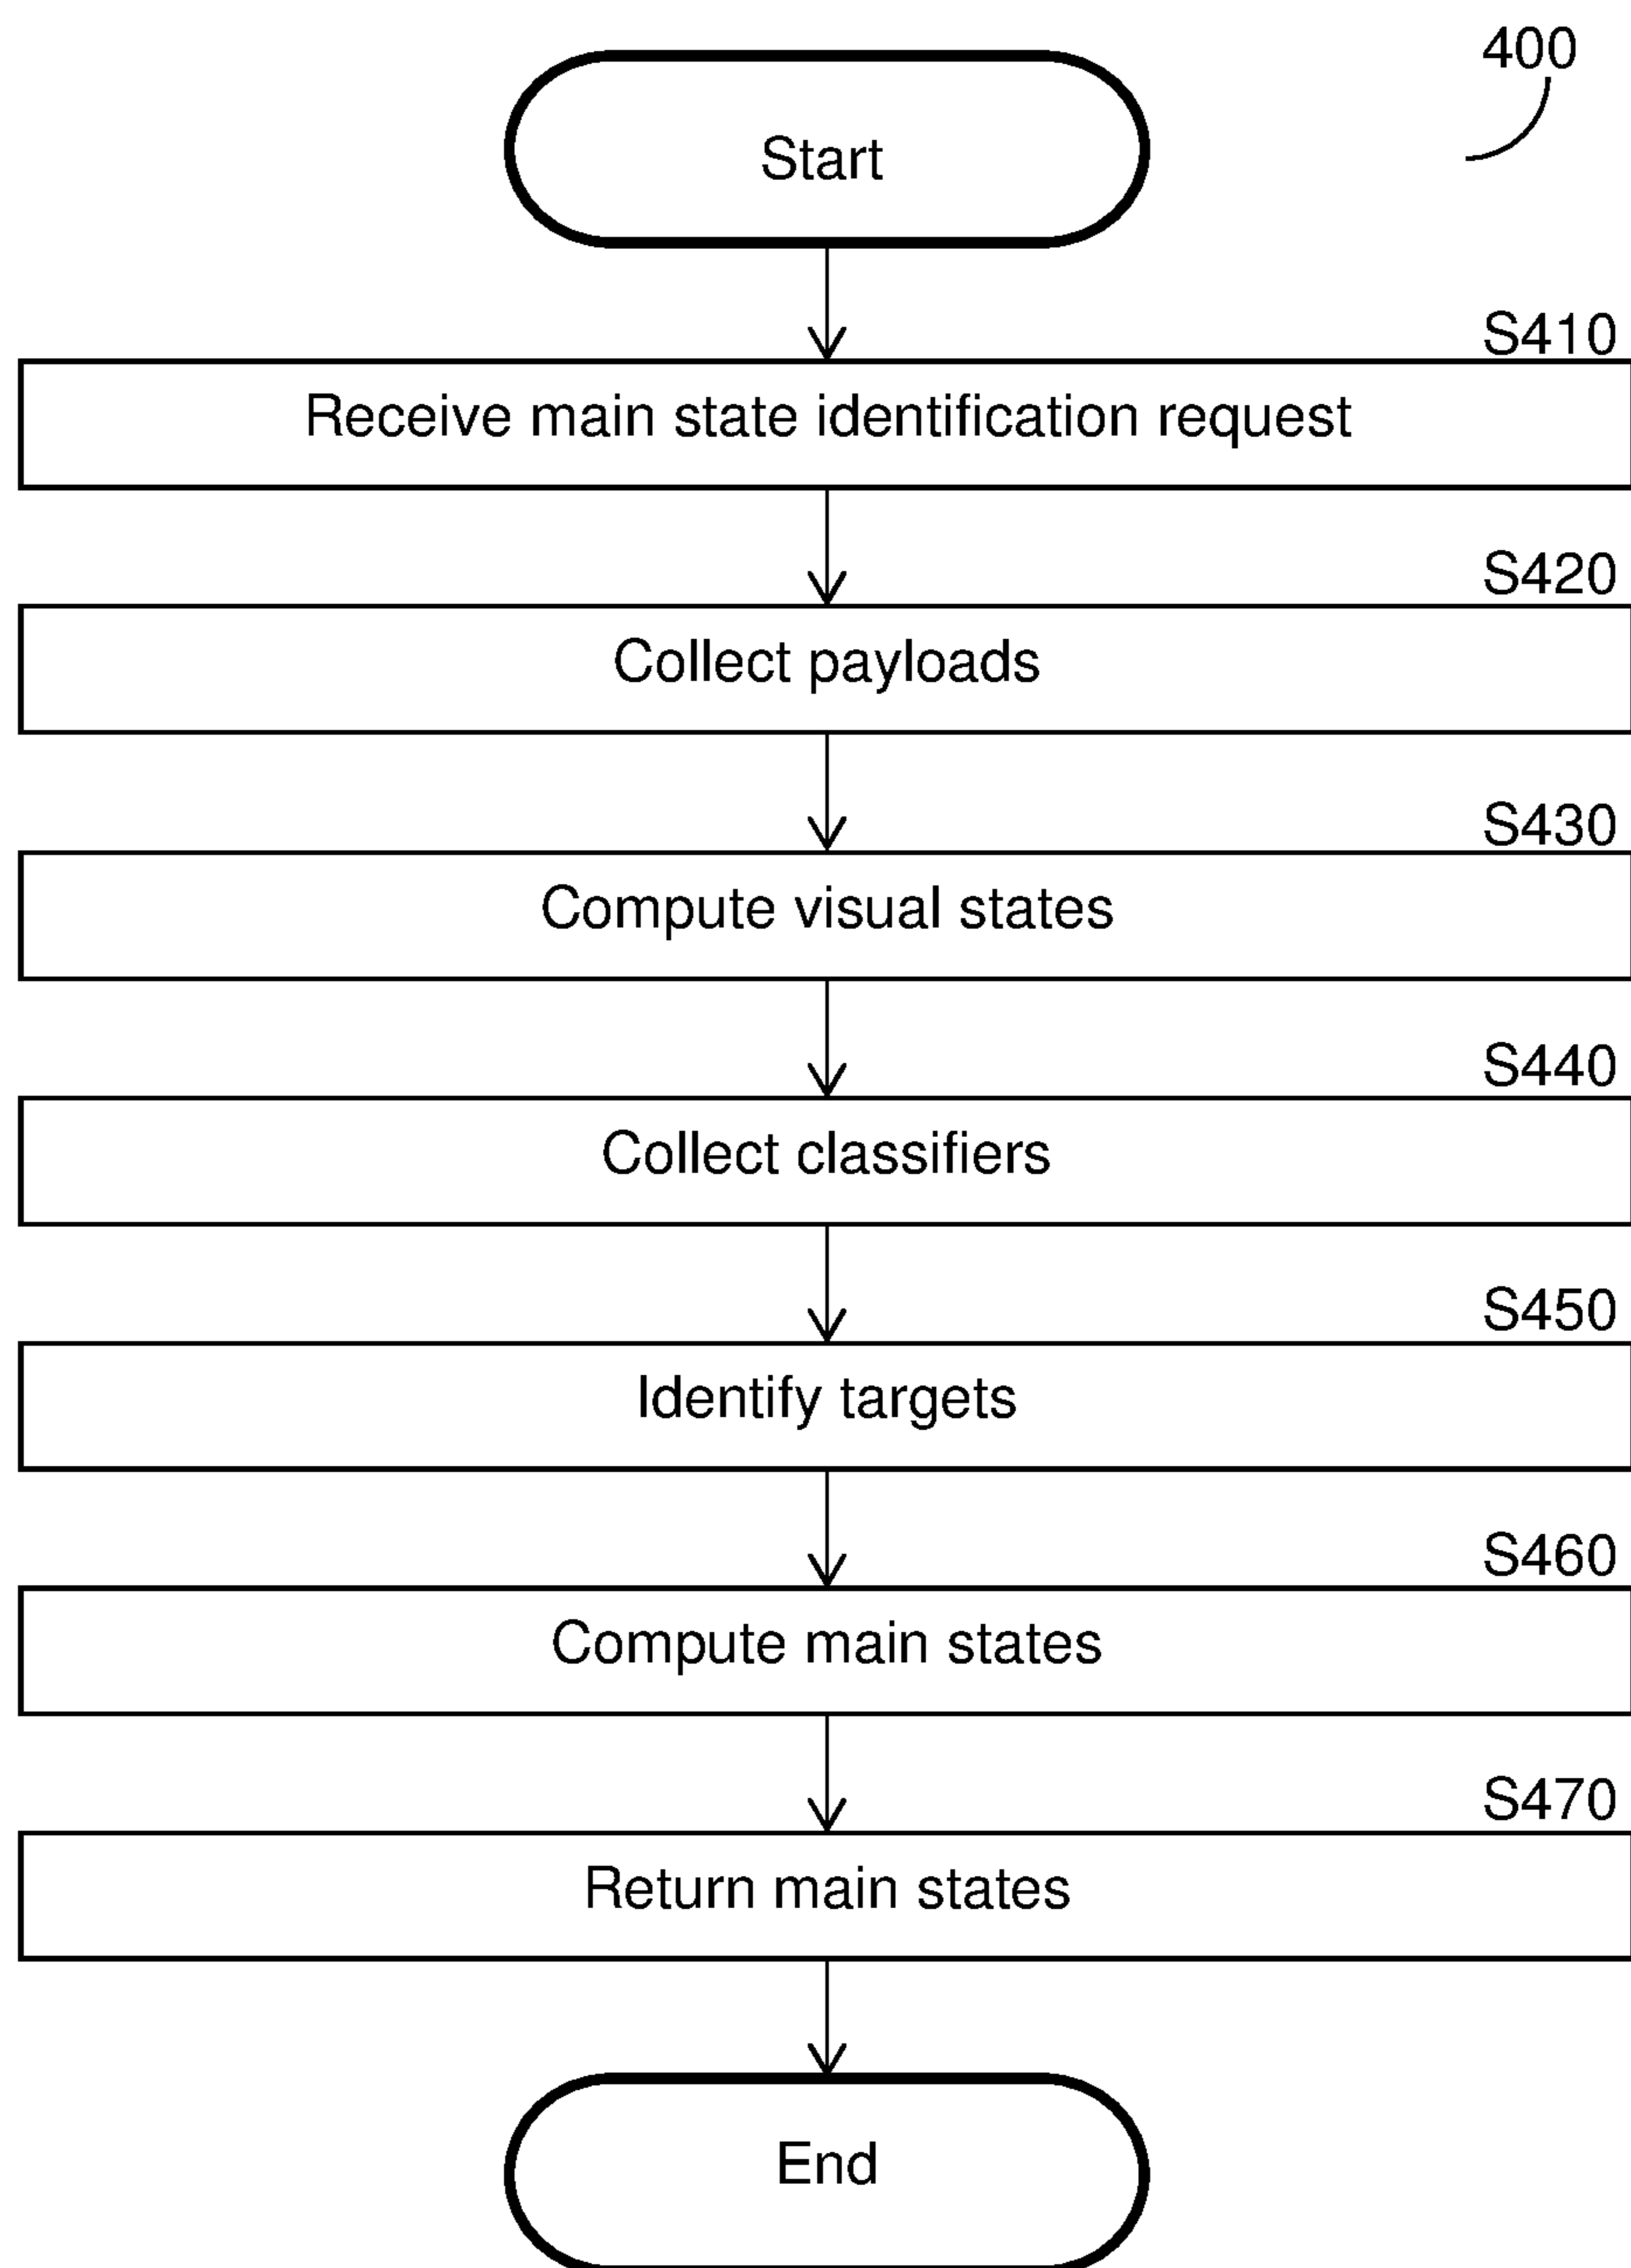 400
Start
S410
Receive main state identification request
S420
Collect payloads
S430
Compute visual states
S440
Collect classifiers
S450
Identify targets
S460
Compute main states
S470
Return main states
End